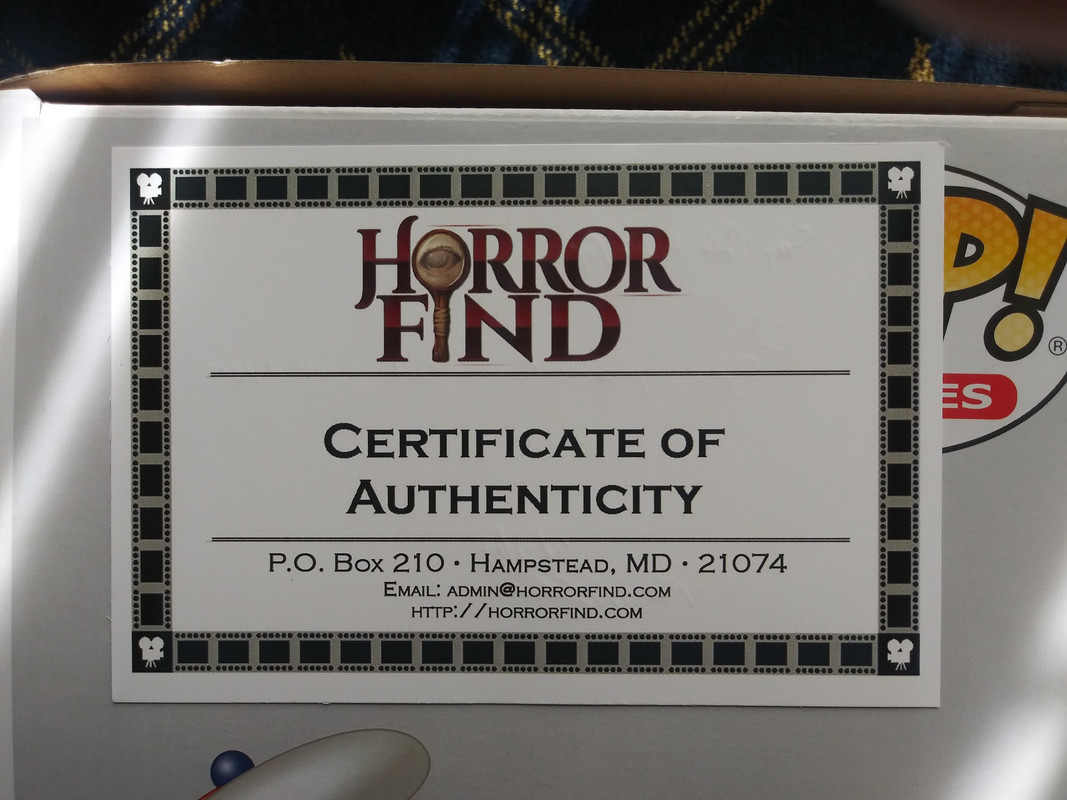 HORROR
FIND
CERTIFICATE OF
AUTHENTICITY
P.O. BOX 210 · HAMPSTEAD, MD · 21074
EMAIL: ADMIN@HORRORFIND.COM
HTTP://HORRORFIND.COM
P!
®
ES